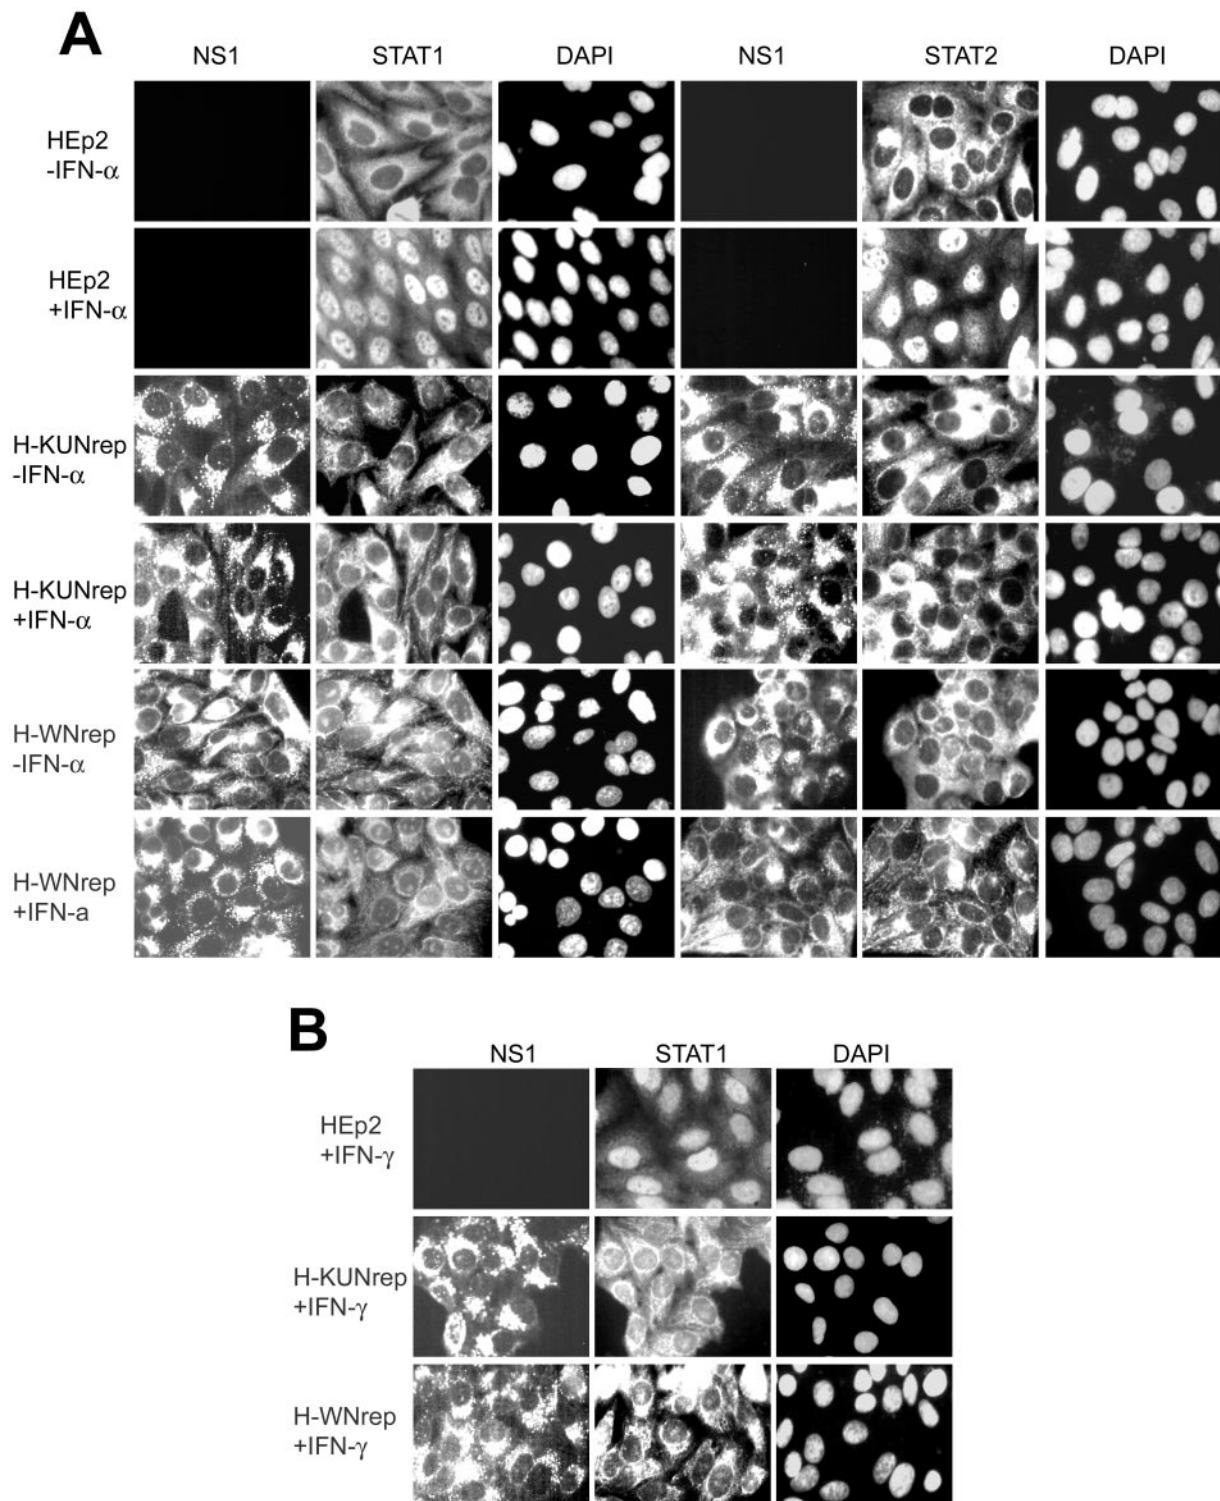 A
NS1 STAT1 DAPI NS1 STAT2 DAPI
HEp2
-IFN-α
HEp2
+IFN-α
H-KUNrep
-IFN-α
H-KUNrep
+IFN-α
H-WNrep
-IFN-α
H-WNrep
+IFN-a
B
NS1 STAT1 DAPI
HEp2
+IFN-γ
H-KUNrep
+IFN-γ
H-WNrep
+IFN-γ